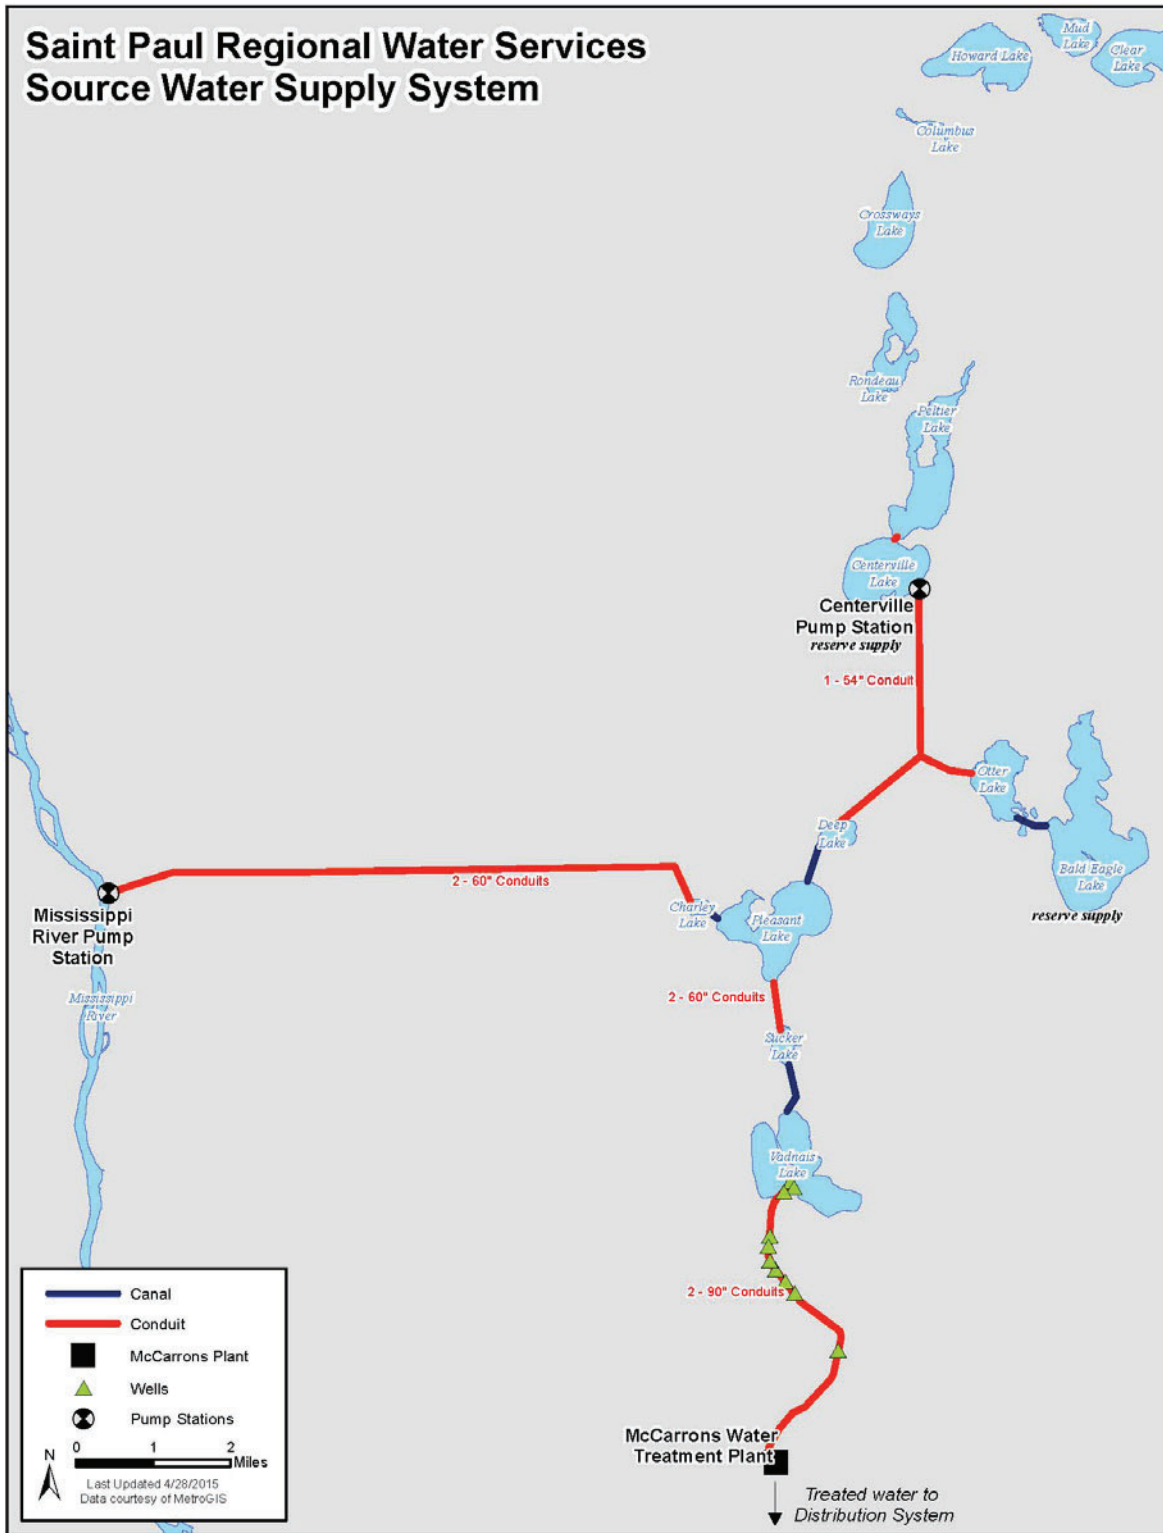 Saint Paul Regional Water Services
Source Water Supply System
Mud
Lake
Howard Lake
Clear
Lake
Columbus
Lake
Crossways
Lake
Rondeau
Lake
Peltier
Lake
Centerville
Lake
Centerville
Pump Station
reserve supply
1 - 54" Conduit
Otter
Lake
Deep
Lake
Bald Eagle
Lake
reserve supply
2 - 60" Conduits
Charley
Lake
Pleasant
Lake
Mississippi
River Pump
Station
Mississippi
River
2 - 60" Conduits
Sucker
Lake
Vadnais
Lake
2 - 90" Conduits
McCarrons Water
Treatment Plant
Treated water to
Distribution System
Canal
Conduit
McCarrons Plant
Wells
Pump Stations
N
0 1 2
Miles
Last Updated 4/28/2015
Data courtesy of MetroGIS